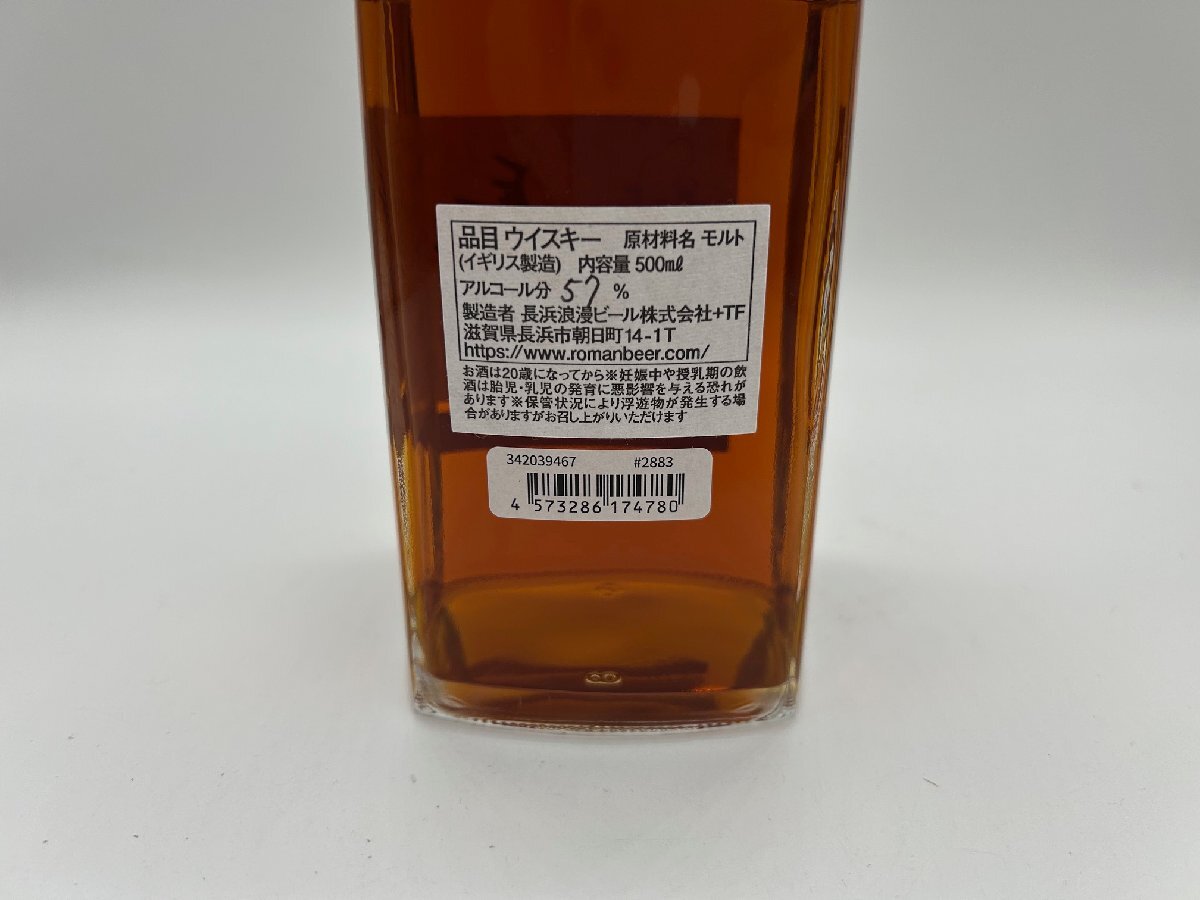 品目 ウイスキー 原材料名 モルト
(イギリス製造) 内容量 500mℓ
アルコール分 57 %
製造者 長浜浪漫ビール株式会社+TF
滋賀県長浜市朝日町14-1T
https://www.romanbeer.com/
お酒は20歳になってから※妊娠中や授乳期の飲
酒は胎児・乳児の発育に悪影響を与える恐れが
あります※保管状況により浮遊物が発生する場
合がありますがお召し上がりいただけます
342039467 #2883
4 573286 174780